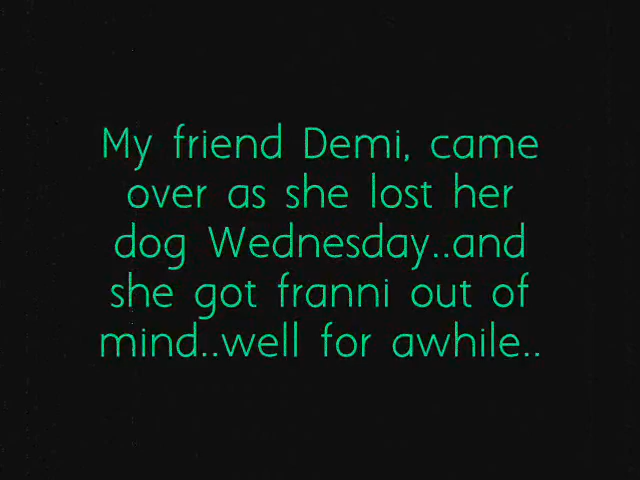 My friend Demi, came
over as she lost her
dog Wednesday..and
she got franni out of
mind..well for awhile..